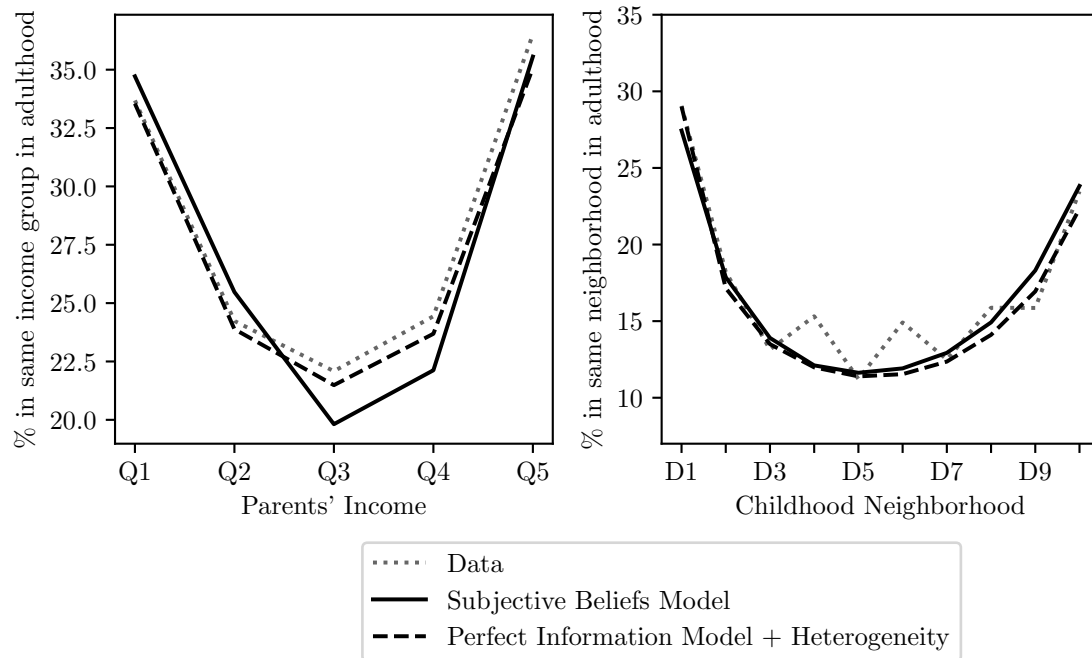 % in same income group in adulthood
35.0
32.5
30.0
27.5
25.0
22.5
20.0
Q1 Q2 Q3 Q4 Q5
Parents' Income
% in same neighborhood in adulthood
35
30
25
20
15
10
D1 D3 D5 D7 D9
Childhood Neighborhood
Data
Subjective Beliefs Model
Perfect Information Model + Heterogeneity